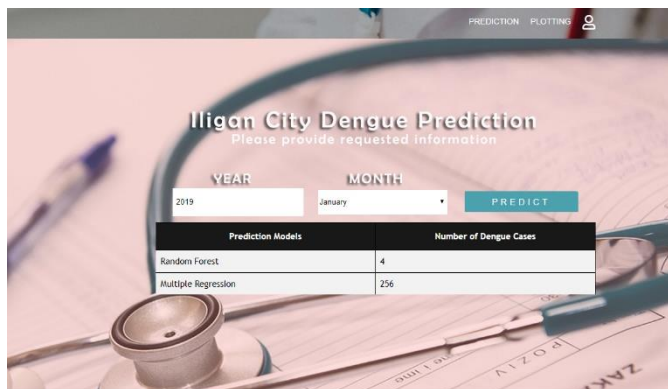 PREDICTION PLOTTING
Iligan City Dengue Prediction
Please provide requested information
YEAR MONTH
2019 January PREDICT
Prediction Models Number of Dengue Cases
Random Forest 4
Multiple Regression 256
POZIV